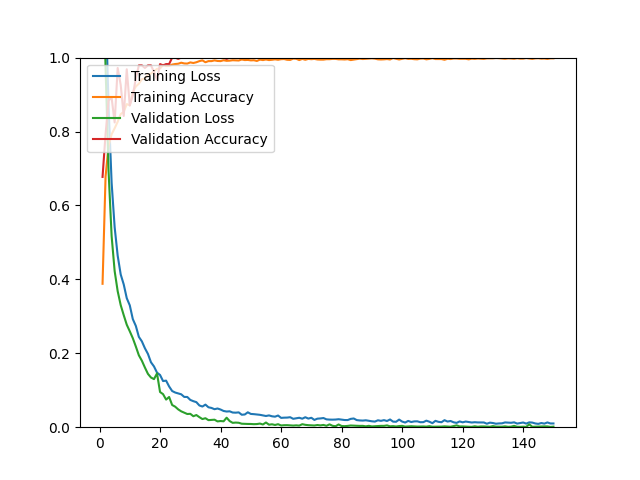 1.0
0.8
0.6
0.4
0.2
0.0
Training Loss
Training Accuracy
Validation Loss
Validation Accuracy
0 20 40 60 80 100 120 140